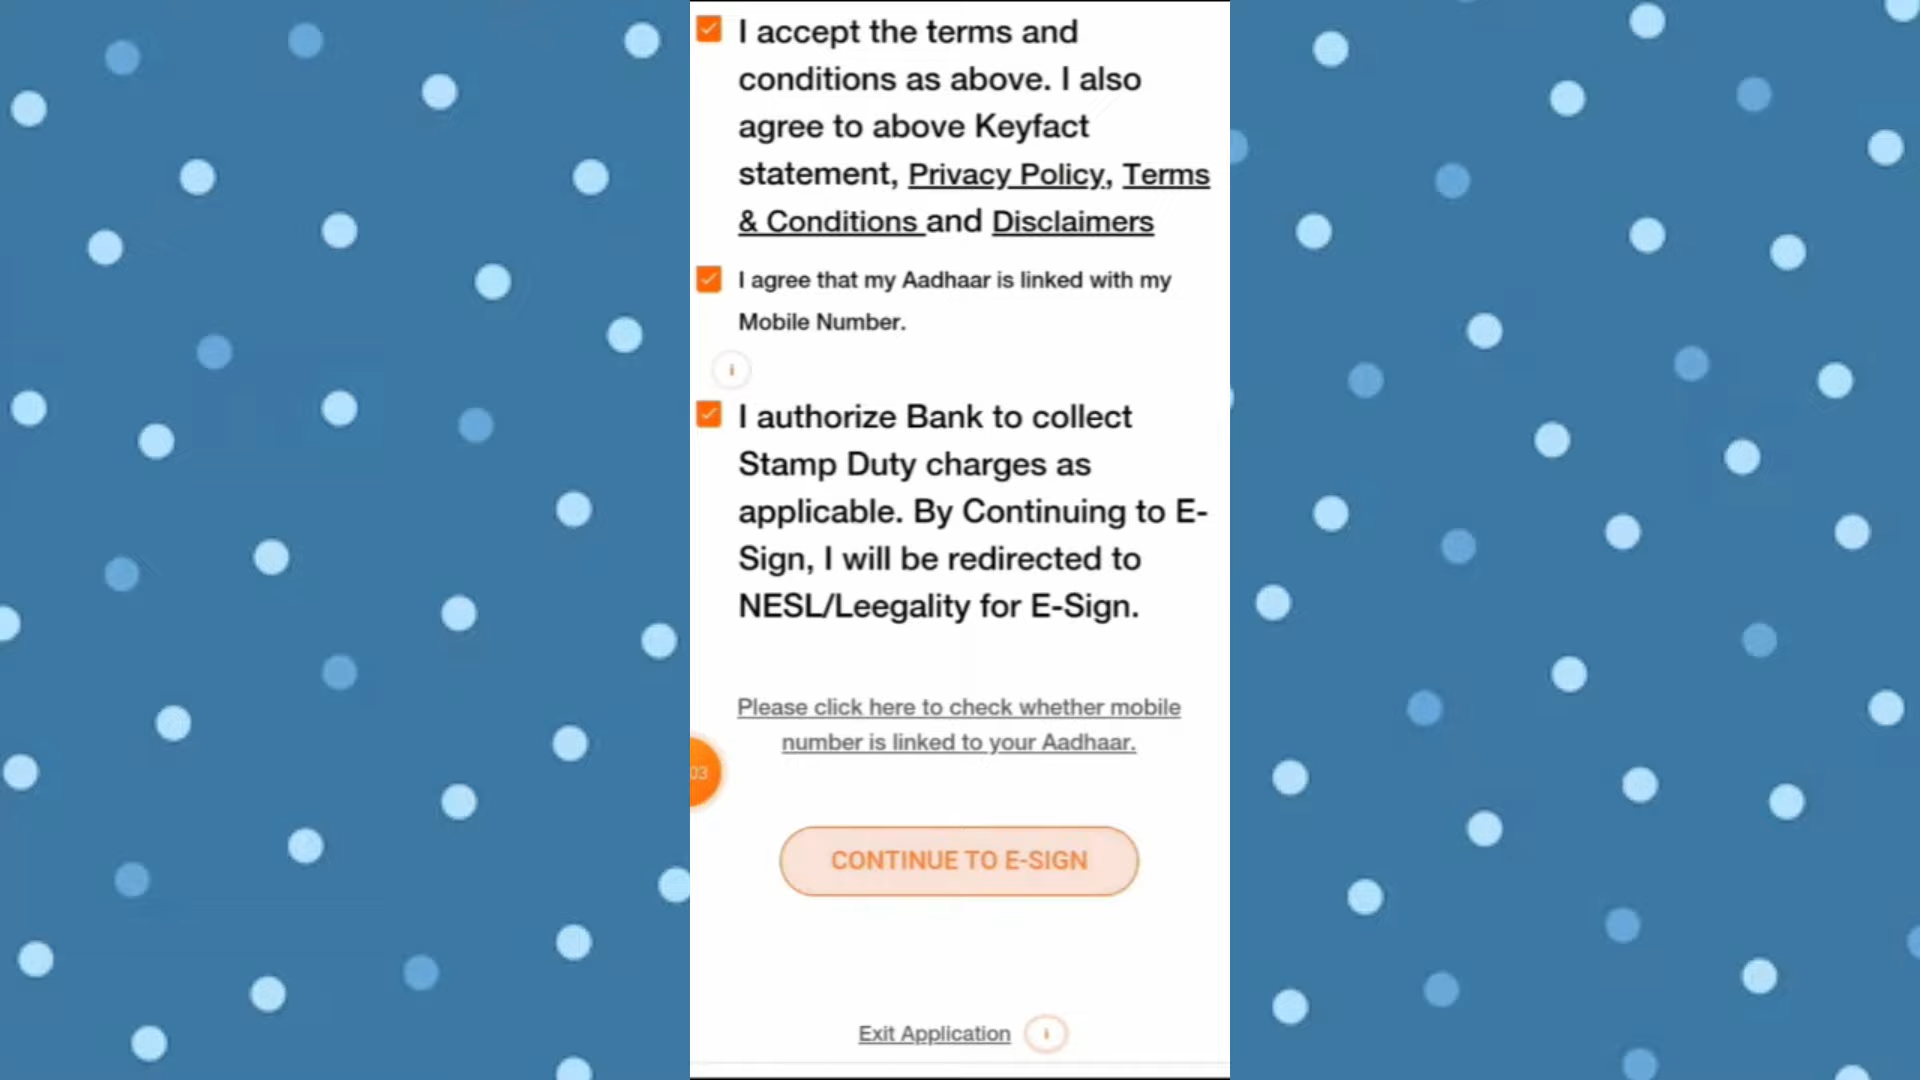 I accept the terms and
conditions as above. I also
agree to above Keyfact
statement, Privacy Policy, Terms
& Conditions and Disclaimers
I agree that my Aadhaar is linked with my
Mobile Number.
i
I authorize Bank to collect
Stamp Duty charges as
applicable. By Continuing to E-
Sign, I will be redirected to
NESL/Leegality for E-Sign.
Please click here to check whether mobile
number is linked to your Aadhaar.
03
CONTINUE TO E-SIGN
Exit Application i